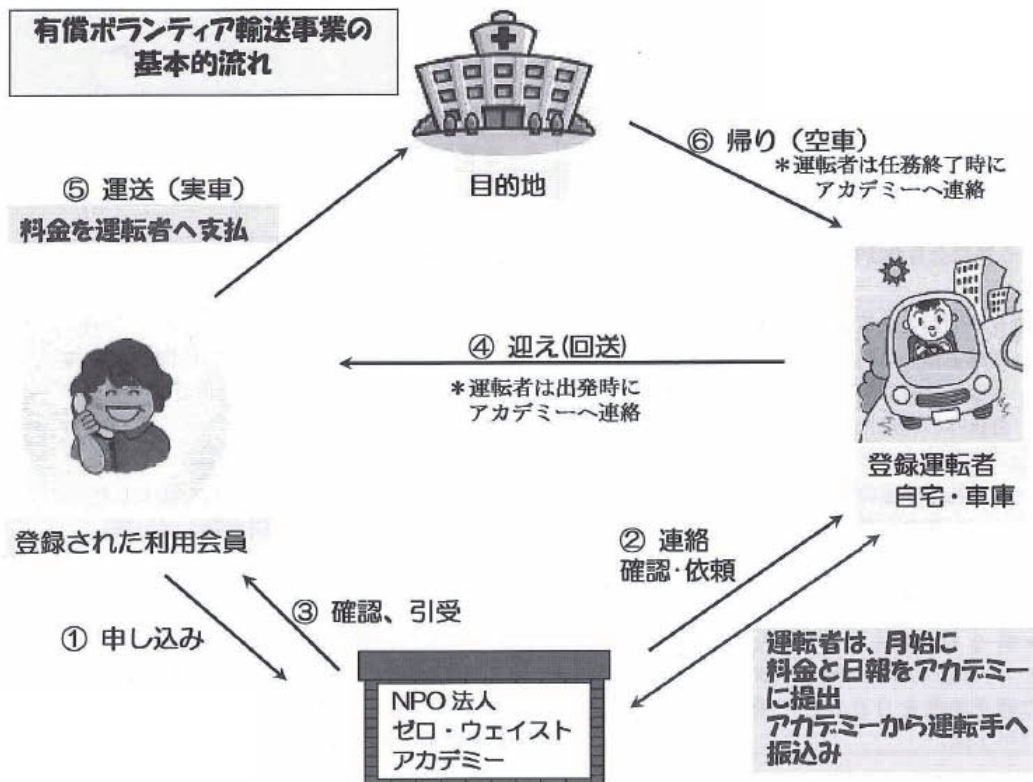 有償ボランティア輸送事業の
基本的流れ
目的地
⑥ 帰り（空車）
＊運転者は任務終了時に
アカデミーへ連絡
⑤ 運送（実車）
料金を運転者へ支払
④ 迎え(回送)
＊運転者は出発時に
アカデミーへ連絡
登録運転者
自宅・車庫
登録された利用会員
② 連絡
確認・依頼
③ 確認、引受
① 申し込み
運転者は、月始に
料金と日報をアカデミー
に提出
アカデミーから運転手へ
振込み
NPO 法人
ゼロ・ウェイスト
アカデミー